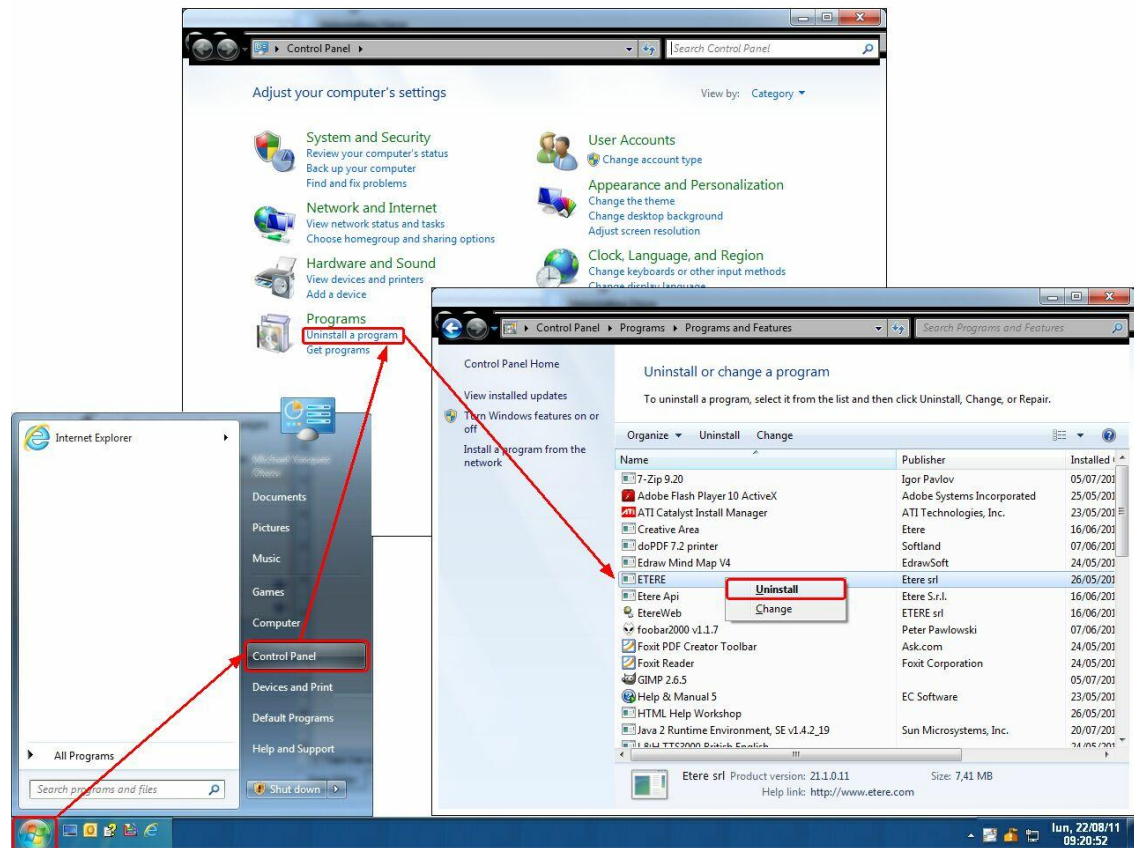 Control Panel
Search Control Panel
Adjust your computer's settings
View by: Category
System and Security
Review your computer's status
Back up your computer
Find and fix problems
Network and Internet
View network status and tasks
Choose homegroup and sharing options
Hardware and Sound
View devices and printers
Add a device
Programs
Uninstall a program
Get programs
User Accounts
Change account type
Appearance and Personalization
Change the theme
Change desktop background
Adjust screen resolution
Clock, Language, and Region
Change keyboards or other input methods
Change display language
Control Panel Programs Programs and Features
Search Programs and Features
Control Panel Home
View installed updates
Turn Windows features on or
off
Install a program from the
network
Uninstall or change a program
To uninstall a program, select it from the list and then click Uninstall, Change, or Repair.
Organize Uninstall Change
Name Publisher Installed
7-Zip 9.20 Igor Pavlov 05/07/201
Adobe Flash Player 10 ActiveX Adobe Systems Incorporated 25/05/201
ATI Catalyst Install Manager ATI Technologies, Inc. 23/05/201
Creative Area Etere 16/06/201
doPDF 7.2 printer Softland 07/06/201
Edraw Mind Map V4 EdrawSoft 24/05/201
ETERE Etere srl 26/05/201
Etere Api Etere S.r.l. 16/06/201
EtereWeb ETERE srl 16/06/201
foobar2000 v1.1.7 Peter Pawlowski 07/06/201
Foxit PDF Creator Toolbar Ask.com 24/05/201
Foxit Reader Foxit Corporation 24/05/201
GIMP 2.6.5 05/07/201
Help & Manual 5 EC Software 23/05/201
HTML Help Workshop 26/05/201
Java 2 Runtime Environment, SE v1.4.2_19 Sun Microsystems, Inc. 20/07/201
L&H TTS3000 British English 24/05/201
Uninstall
Change
Etere srl Product version: 21.1.0.11 Size: 7,41 MB
Help link: http://www.etere.com
Internet Explorer
All Programs
Search programs and files
Documents
Pictures
Music
Games
Computer
Control Panel
Devices and Print
Default Programs
Help and Support
Shut down
lun, 22/08/11
09:20:52